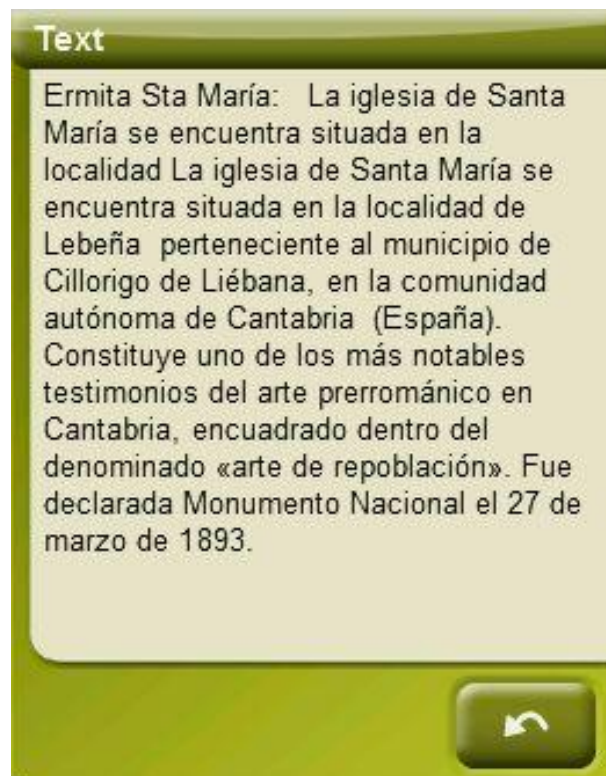 Text
Ermita Sta María:   La iglesia de Santa
María se encuentra situada en la
localidad La iglesia de Santa María se
encuentra situada en la localidad de
Lebeña  perteneciente al municipio de
Cillorigo de Liébana, en la comunidad
autónoma de Cantabria  (España).
Constituye uno de los más notables
testimonios del arte prerrománico en
Cantabria, encuadrado dentro del
denominado «arte de repoblación». Fue
declarada Monumento Nacional el 27 de
marzo de 1893.